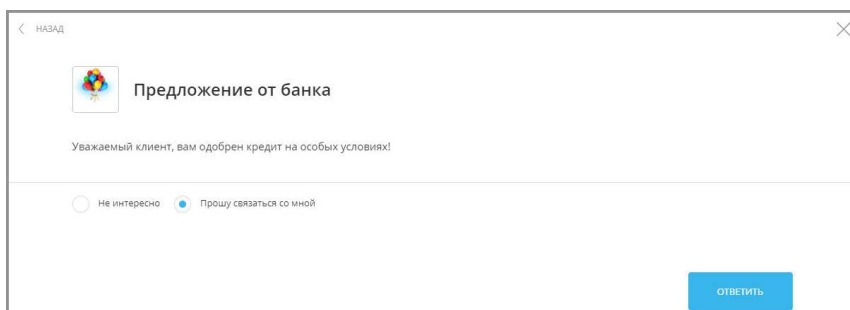 НАЗАД
Предложение от банка
Уважаемый клиент, вам одобрен кредит на особых условиях!
Не интересно Прошу связаться со мной
ОТВЕТИТЬ